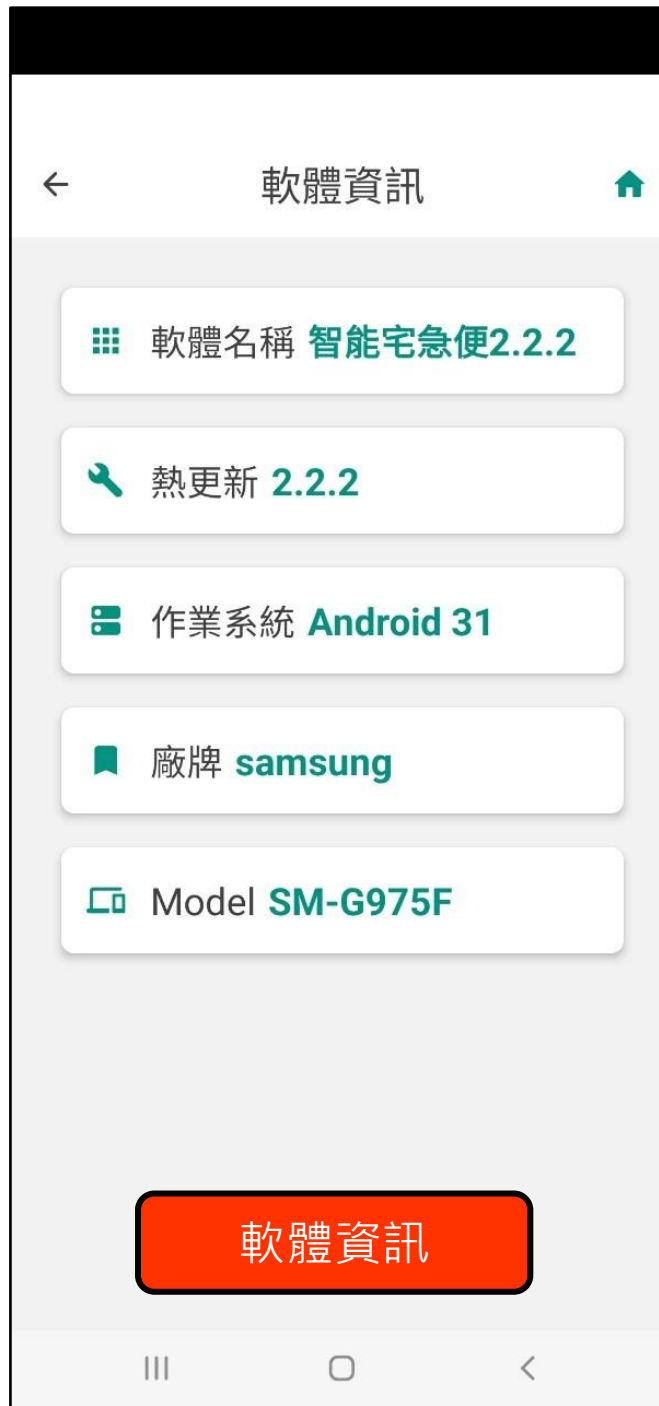 軟體資訊
軟體名稱 智能宅急便2.2.2
熱更新 2.2.2
作業系統 Android 31
廠牌 samsung
Model SM-G975F
軟體資訊